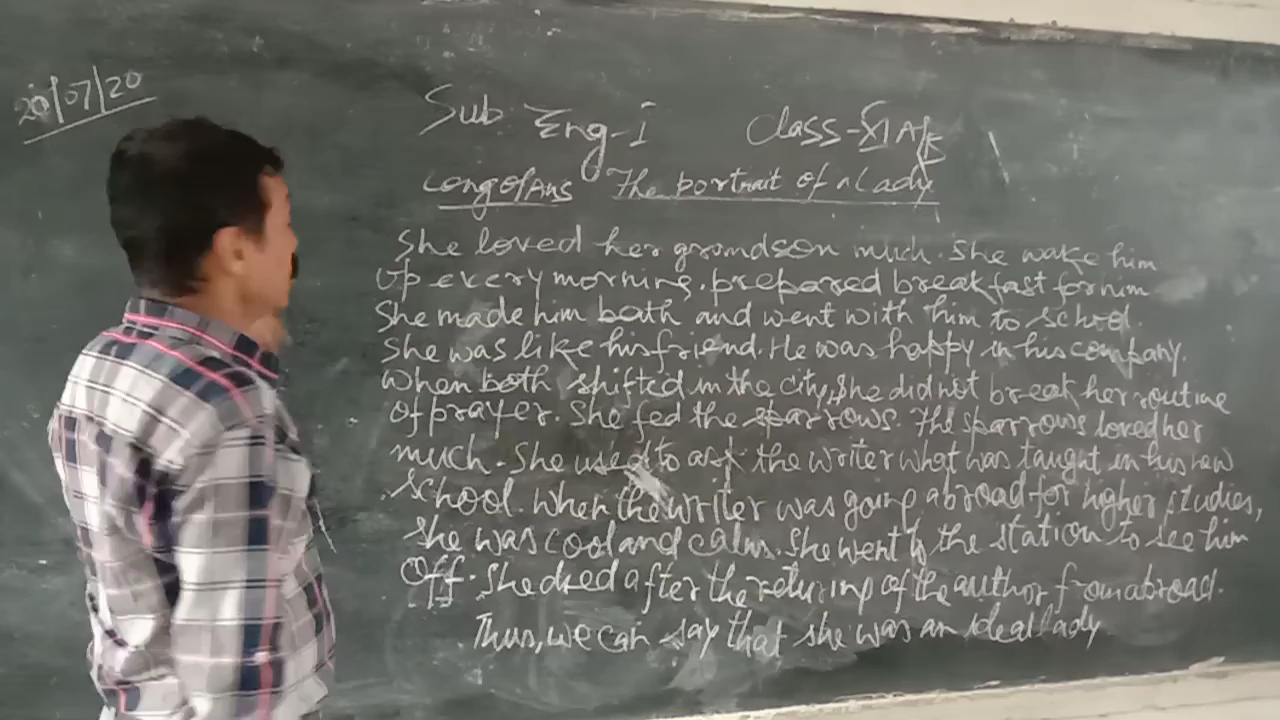 20/07/20
Sub: Eng-I Class-XI A/B
Long of Ans The portrait of a Lady
She loved her grandson much. She wake him
up every morning. prepared breakfast for him
She made him bath and went with him to school.
She was like his friend. He was happy in his company.
When both shifted in the city, she did not break her routine
of prayer. She fed the sparrows. The sparrows loved her
much. She used to ask the writer what was taught in his new
school. When the writer was going abroad for higher studies,
She was cool and calm. She went to the station to see him
Off. She died after the returing of the author from abroad.
Thus, we can say that she was an ideal lady